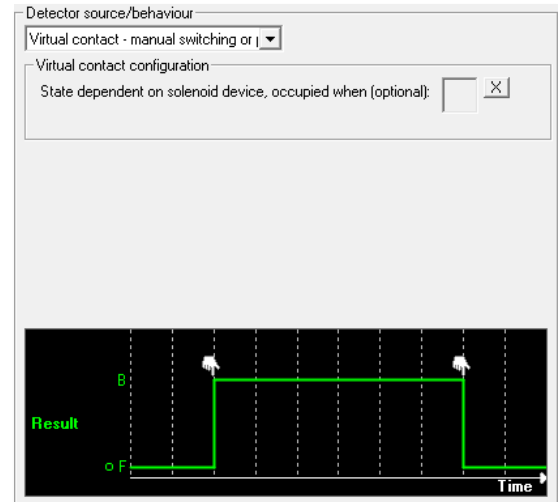 Detector source/behaviour
Virtual contact - manual switching or
Virtual contact configuration
State dependent on solenoid device, occupied when (optional):
X
B
Result
o F
Time